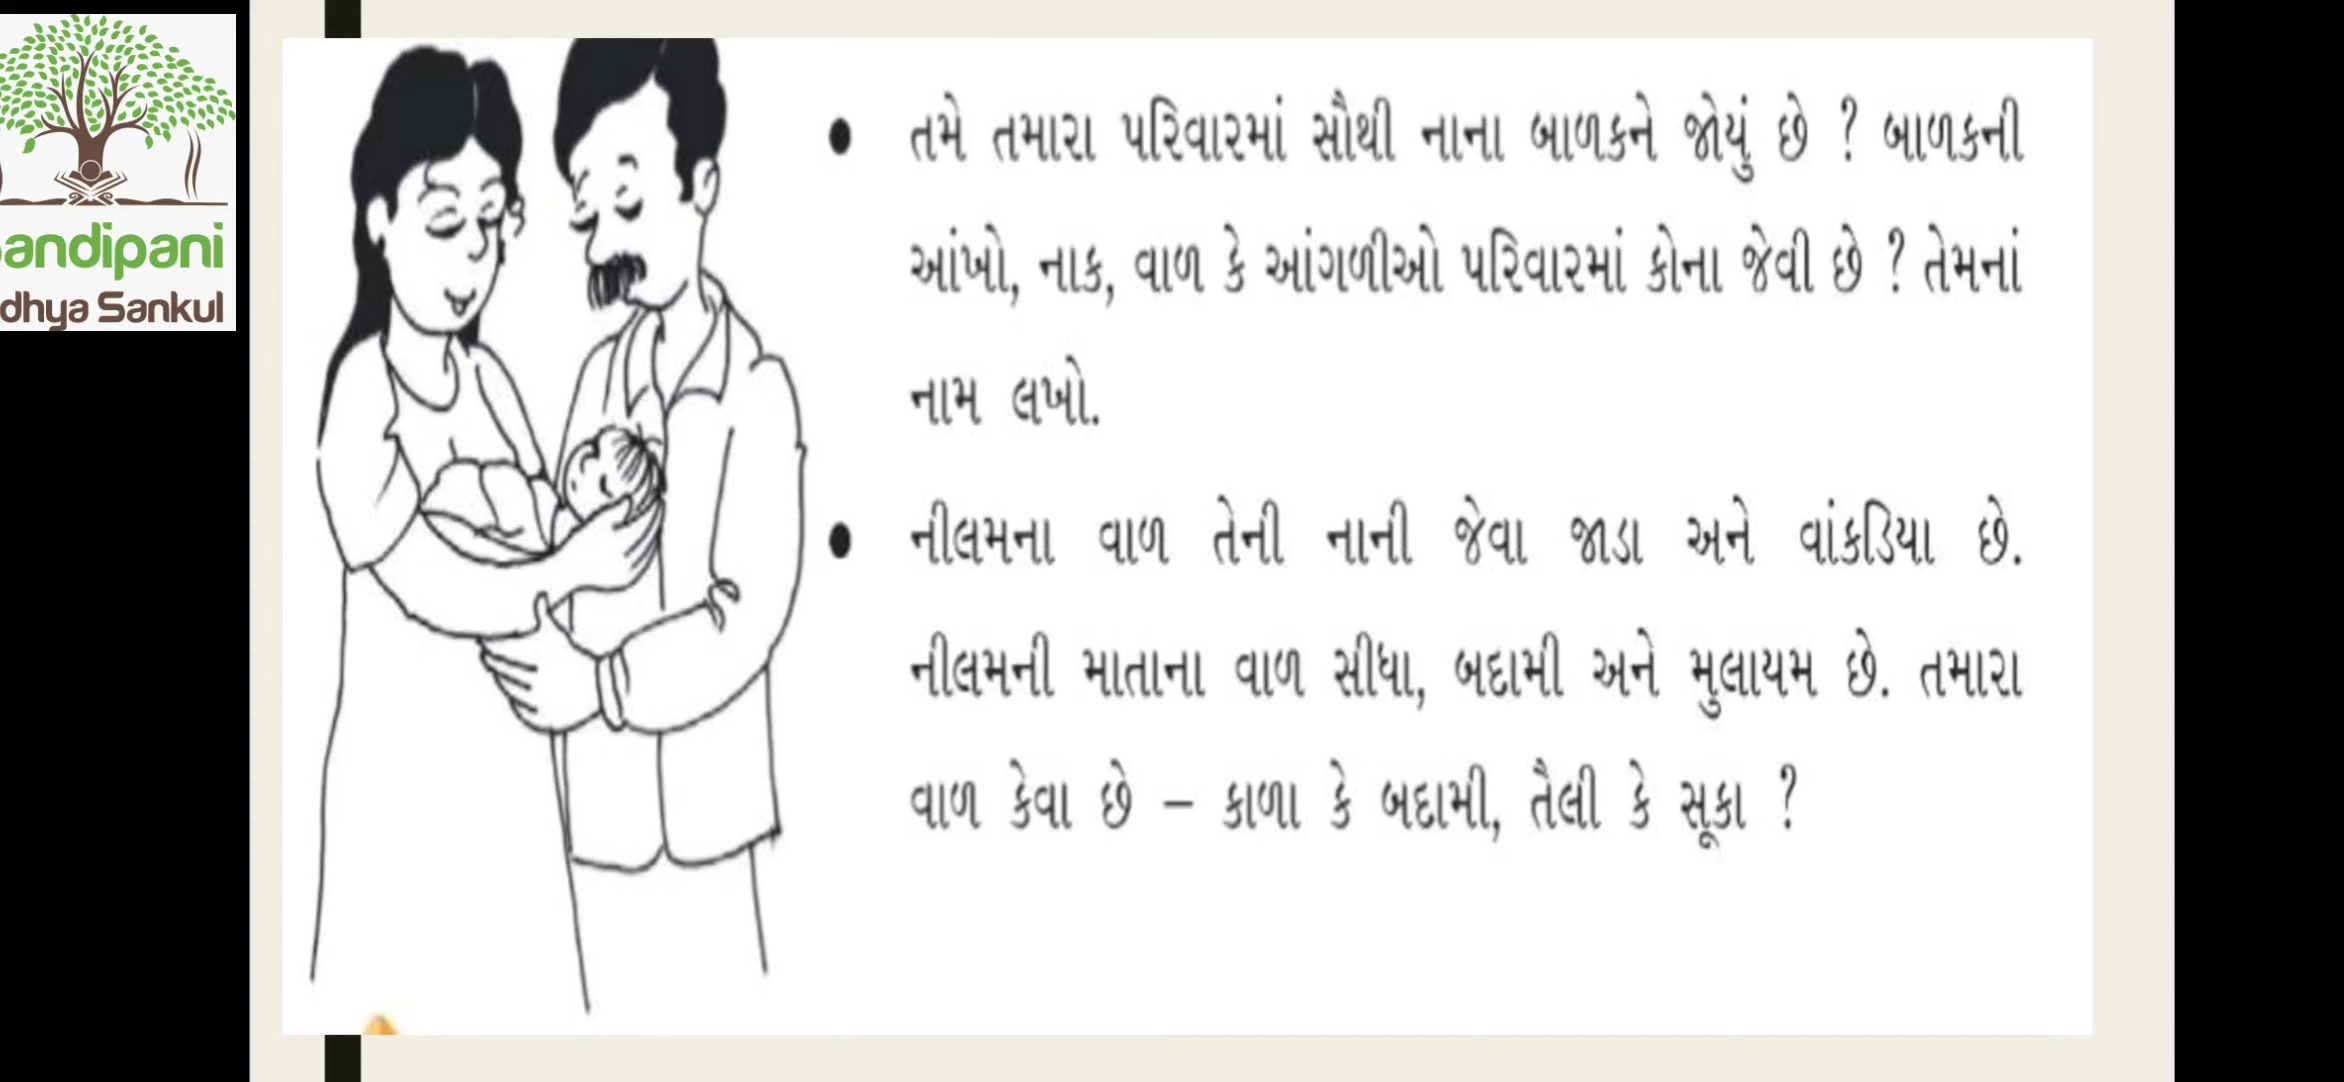 andipani
dhya Sankul
• તમે તમારા પરિવારમાં સૌથી નાના બાળકને જોયું છે ? બાળકની
આંખો, નાક, વાળ કે આંગળીઓ પરિવારમાં કોના જેવી છે ? તેમનાં
નામ લખો.
• નીલમના વાળ તેની નાની જેવા જાડા અને વાંકડિયા છે.
નીલમની માતાના વાળ સીધા, બદામી અને મુલાયમ છે. તમારા
વાળ કેવા છે – કાળા કે બદામી, તૈલી કે સૂકા ?